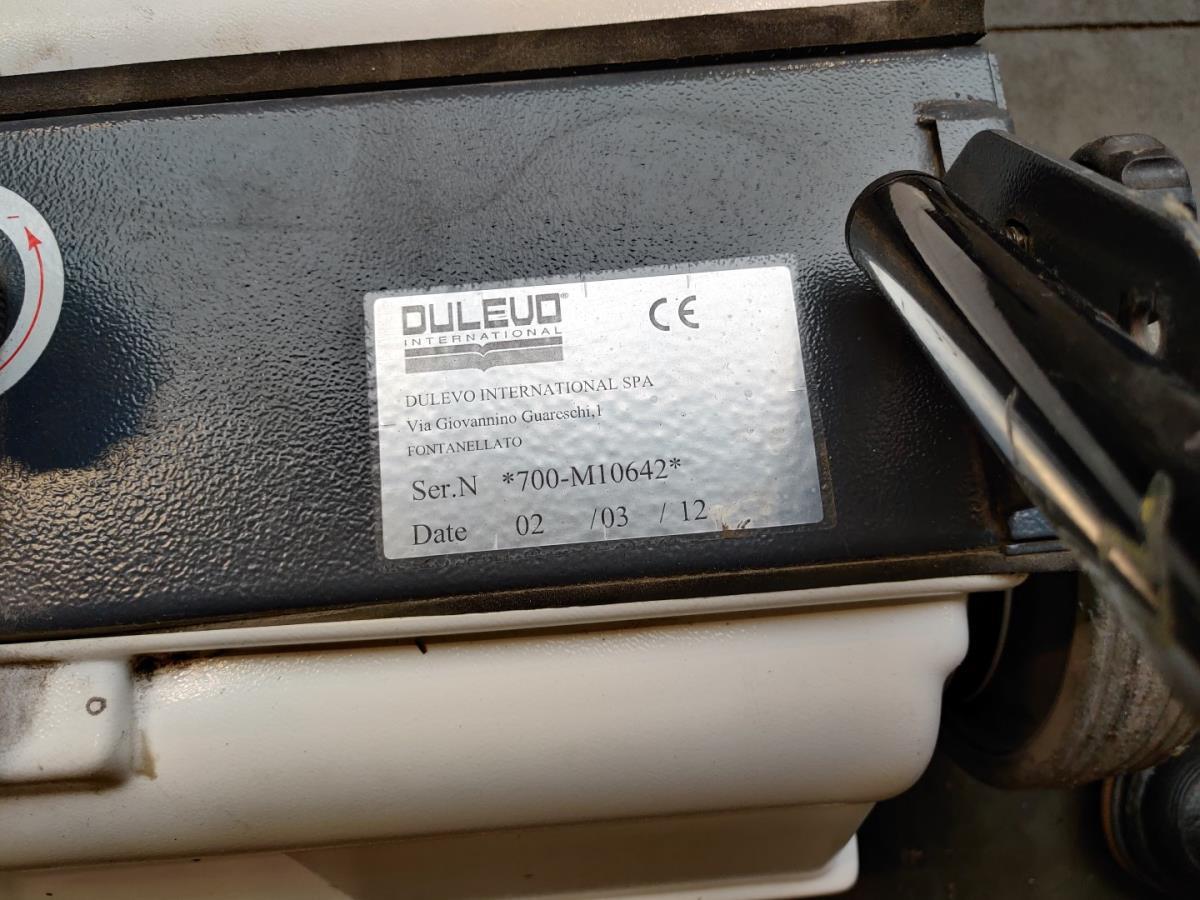 DULEVO®
INTERNATIONAL
CE
DULEVO INTERNATIONAL SPA
Via Giovannino Guareschi,1
FONTANELLATO
Ser.N *700-M10642*
Date 02 /03 / 12